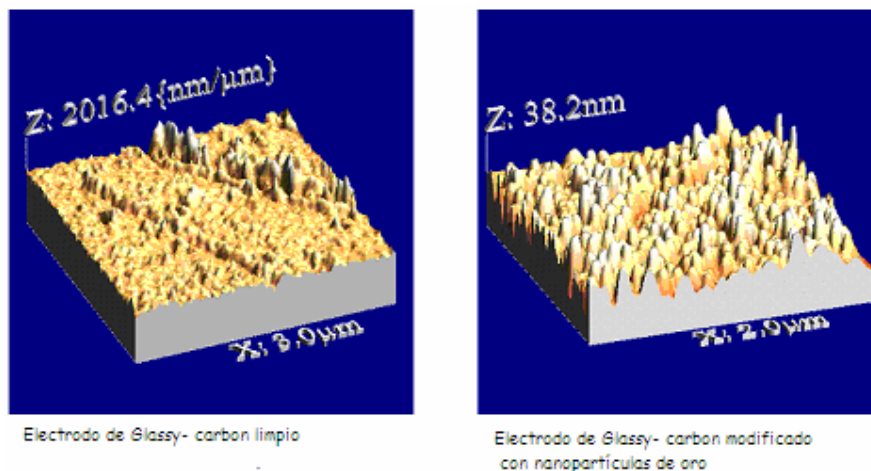 Z: 2016.4{nm/µm}
X: 3.0µm
Electrodo de Glassy- carbon limpio
Z: 38.2nm
X: 2.0µm
Electrodo de Glassy- carbon modificado
con nanopartículas de oro